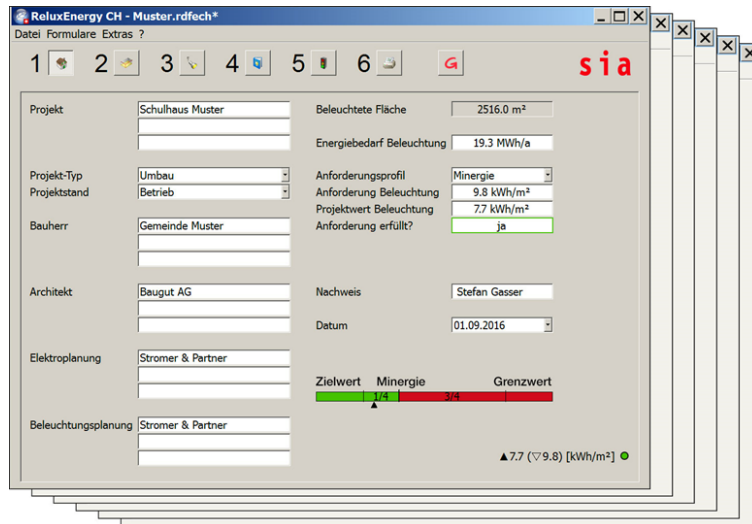 ReluxEnergy CH - Muster.rdfech*
Datei Formulare Extras ?
1 2 3 4 5 6 G sia
Projekt Schulhaus Muster Beleuchtete Fläche 2516.0 m²
Energiebedarf Beleuchtung 19.3 MWh/a
Projekt-Typ Umbau Anforderungsprofil Minergie
Projektstand Betrieb Anforderung Beleuchtung 9.8 kWh/m²
Projektwert Beleuchtung 7.7 kWh/m²
Bauherr Gemeinde Muster Anforderung erfüllt? ja
Architekt Baugut AG Nachweis Stefan Gasser
Datum 01.09.2016
Elektroplanung Stromer & Partner
Zielwert Minergie Grenzwert
1/4 3/4
Beleuchtungsplanung Stromer & Partner
▲7.7 (▽9.8) [kWh/m²]